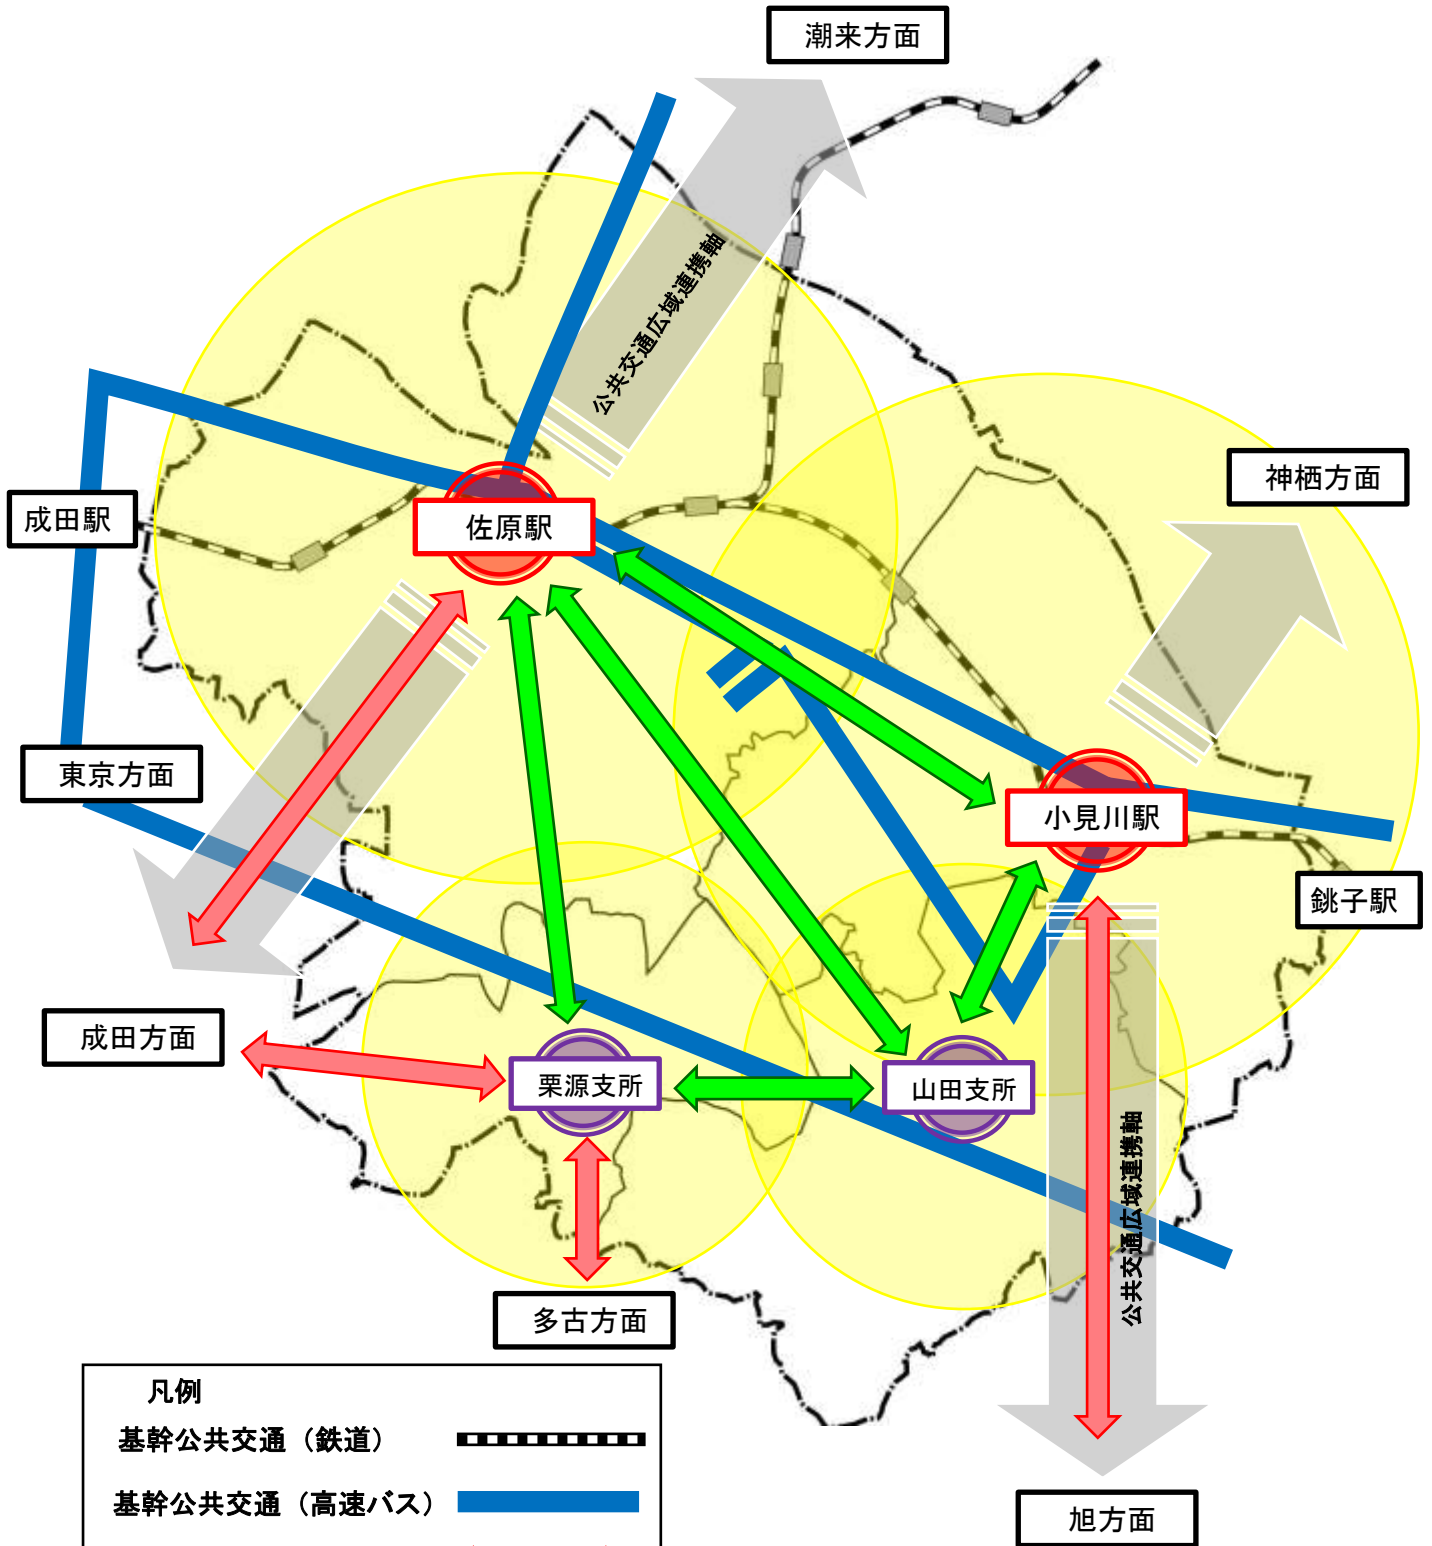 潮来方面
公共交通広域連携軸
神栖方面
成田駅
佐原駅
東京方面
小見川駅
銚子駅
成田方面
栗源支所
山田支所
公共交通広域連携軸
多古方面
凡例
基幹公共交通（鉄道）
基幹公共交通（高速バス）
旭方面